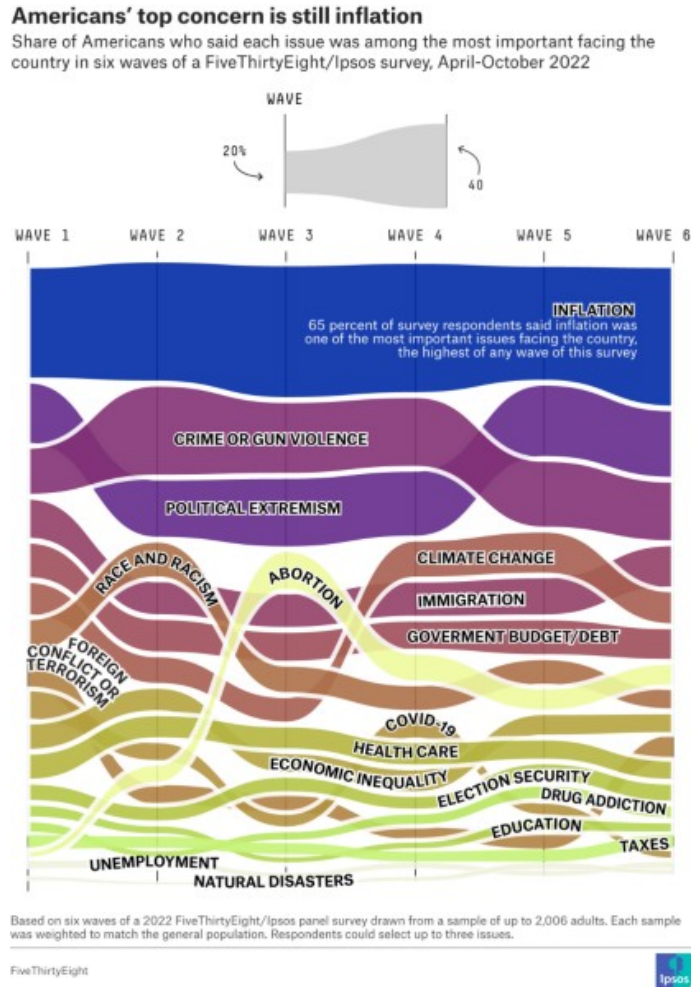 Americans' top concern is still inflation
Share of Americans who said each issue was among the most important facing the
country in six waves of a FiveThirtyEight/Ipsos survey, April-October 2022
WAVE
20%
40
WAVE 1 WAVE 2 WAVE 3 WAVE 4 WAVE 5 WAVE 6
INFLATION
65 percent of survey respondents said inflation was
one of the most important issues facing the country,
the highest of any wave of this survey
CRIME OR GUN VIOLENCE
POLITICAL EXTREMISM
RACE AND RACISM
ABORTION
CLIMATE CHANGE
IMMIGRATION
GOVERMENT BUDGET/DEBT
FOREIGN
CONFLICT OR
TERRORISM
COVID-19
HEALTH CARE
ECONOMIC INEQUALITY
ELECTION SECURITY
DRUG ADDICTION
EDUCATION
TAXES
UNEMPLOYMENT
NATURAL DISASTERS
Based on six waves of a 2022 FiveThirtyEight/Ipsos panel survey drawn from a sample of up to 2,006 adults. Each sample
was weighted to match the general population. Respondents could select up to three issues.
FiveThirtyEight
Ipsos